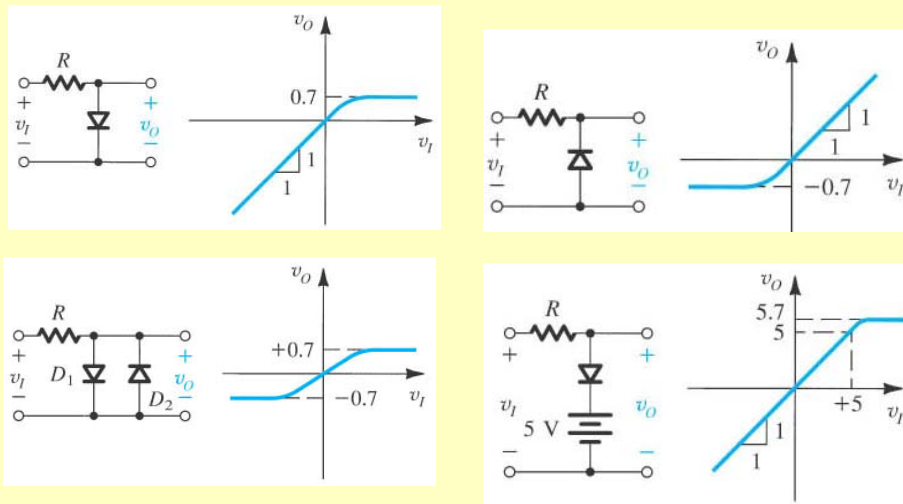 v_O
R
0.7
+
+
v_I
v_O
v_I
−
−
1
1
v_O
R
1
+
+
1
v_I
v_O
−
−
−0.7
v_I
v_O
R
+0.7
+
+
v_I
D_1
v_O
−0.7
v_I
−
D_2
−
v_O
R
5.7
5
+
+
+5
v_I
v_I
5 V
v_O
1
1
−
−